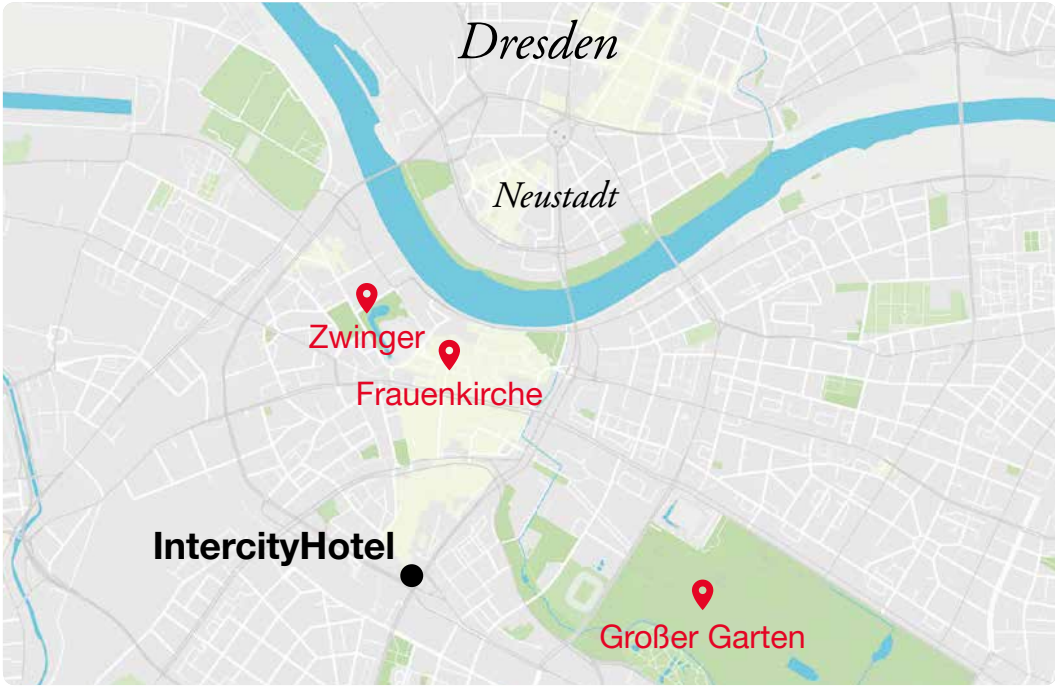 Dresden
Neustadt
Zwinger
Frauenkirche
IntercityHotel
Großer Garten